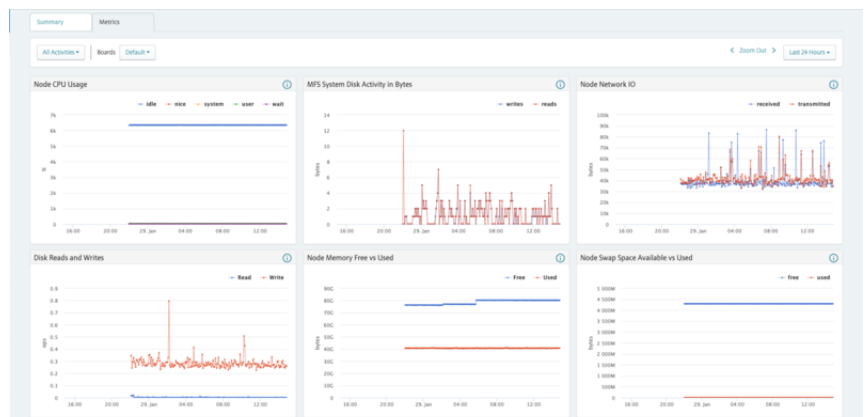 Summary Metrics
All Activities Boards Default Zoom Out Last 24 Hours
Node CPU Usage
idle nice system user wait
7k
6k
5k
4k
3k
2k
1k
0
%
16:00 20:00 29. Jan 04:00 08:00 12:00
MFS System Disk Activity in Bytes
writes reads
14
12
10
8
6
4
2
0
bytes
16:00 20:00 29. Jan 04:00 08:00 12:00
Node Network IO
received transmitted
100k
90k
80k
70k
60k
50k
40k
30k
20k
10k
0
bytes
16:00 20:00 29. Jan 04:00 08:00 12:00
Disk Reads and Writes
Read Write
0.9
0.8
0.7
0.6
0.5
0.4
0.3
0.2
0.1
0
ops
16:00 20:00 29. Jan 04:00 08:00 12:00
Node Memory Free vs Used
Free Used
90G
80G
70G
60G
50G
40G
30G
20G
10G
0
bytes
16:00 20:00 29. Jan 04:00 08:00 12:00
Node Swap Space Available vs Used
free used
5 000M
4 500M
4 000M
3 500M
3 000M
2 500M
2 000M
1 500M
1 000M
500M
0
bytes
16:00 20:00 29. Jan 04:00 08:00 12:00